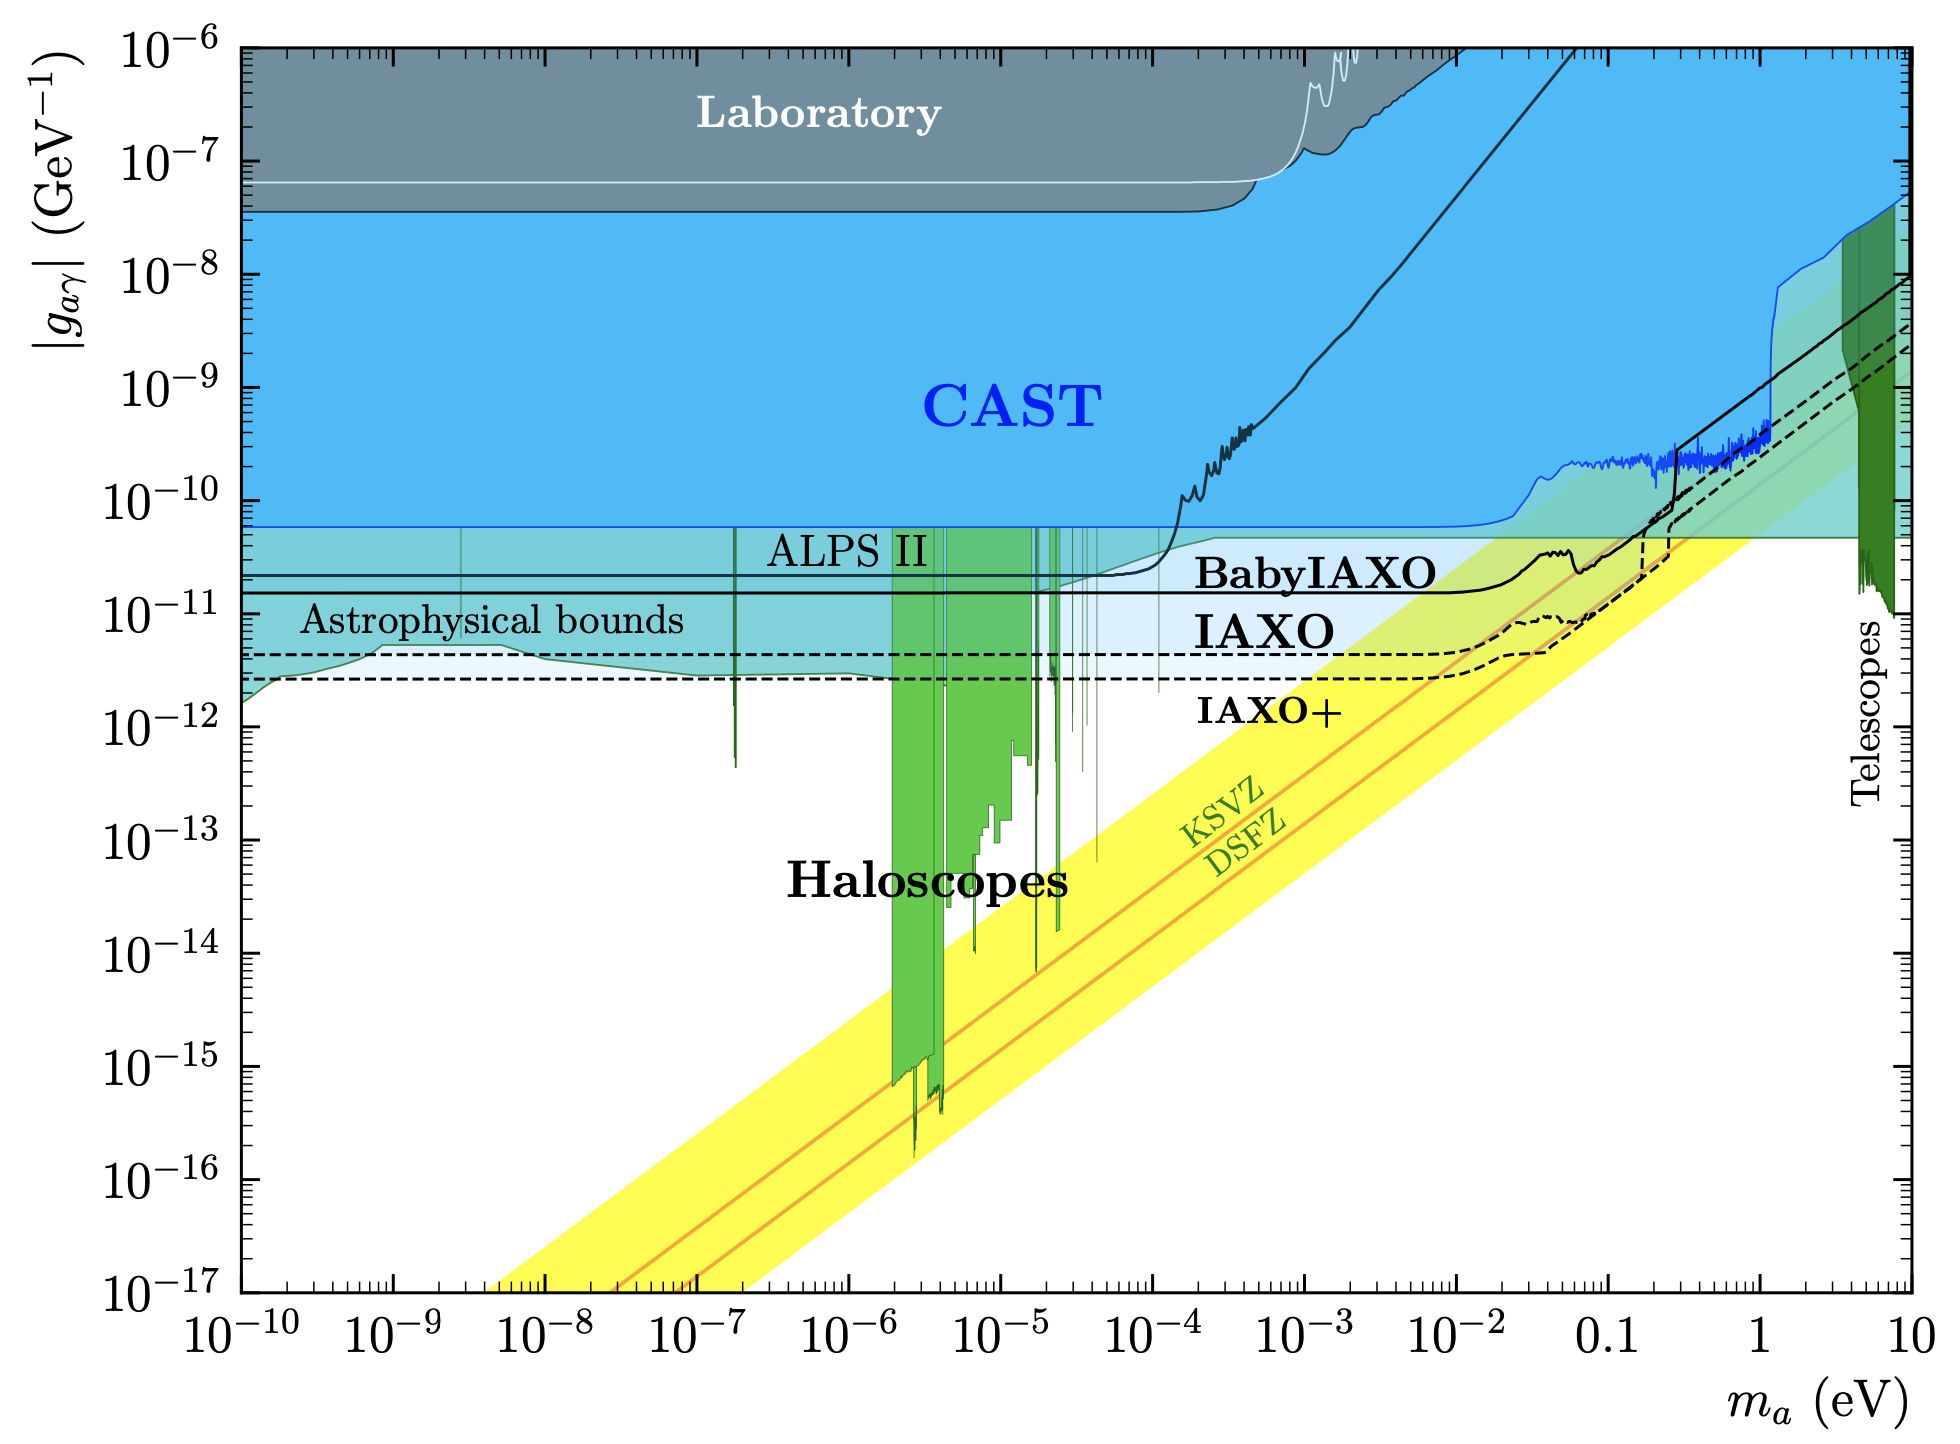 |g_{aγ}| (GeV⁻¹)
10⁻⁶
10⁻⁷
10⁻⁸
10⁻⁹
10⁻¹⁰
10⁻¹¹
10⁻¹²
10⁻¹³
10⁻¹⁴
10⁻¹⁵
10⁻¹⁶
10⁻¹⁷
Laboratory
CAST
ALPS II
BabyIAXO
Astrophysical bounds
IAXO
IAXO+
Telescopes
KSVZ
DSFZ
Haloscopes
10⁻¹⁰ 10⁻⁹ 10⁻⁸ 10⁻⁷ 10⁻⁶ 10⁻⁵ 10⁻⁴ 10⁻³ 10⁻² 0.1 1 10
mₐ (eV)